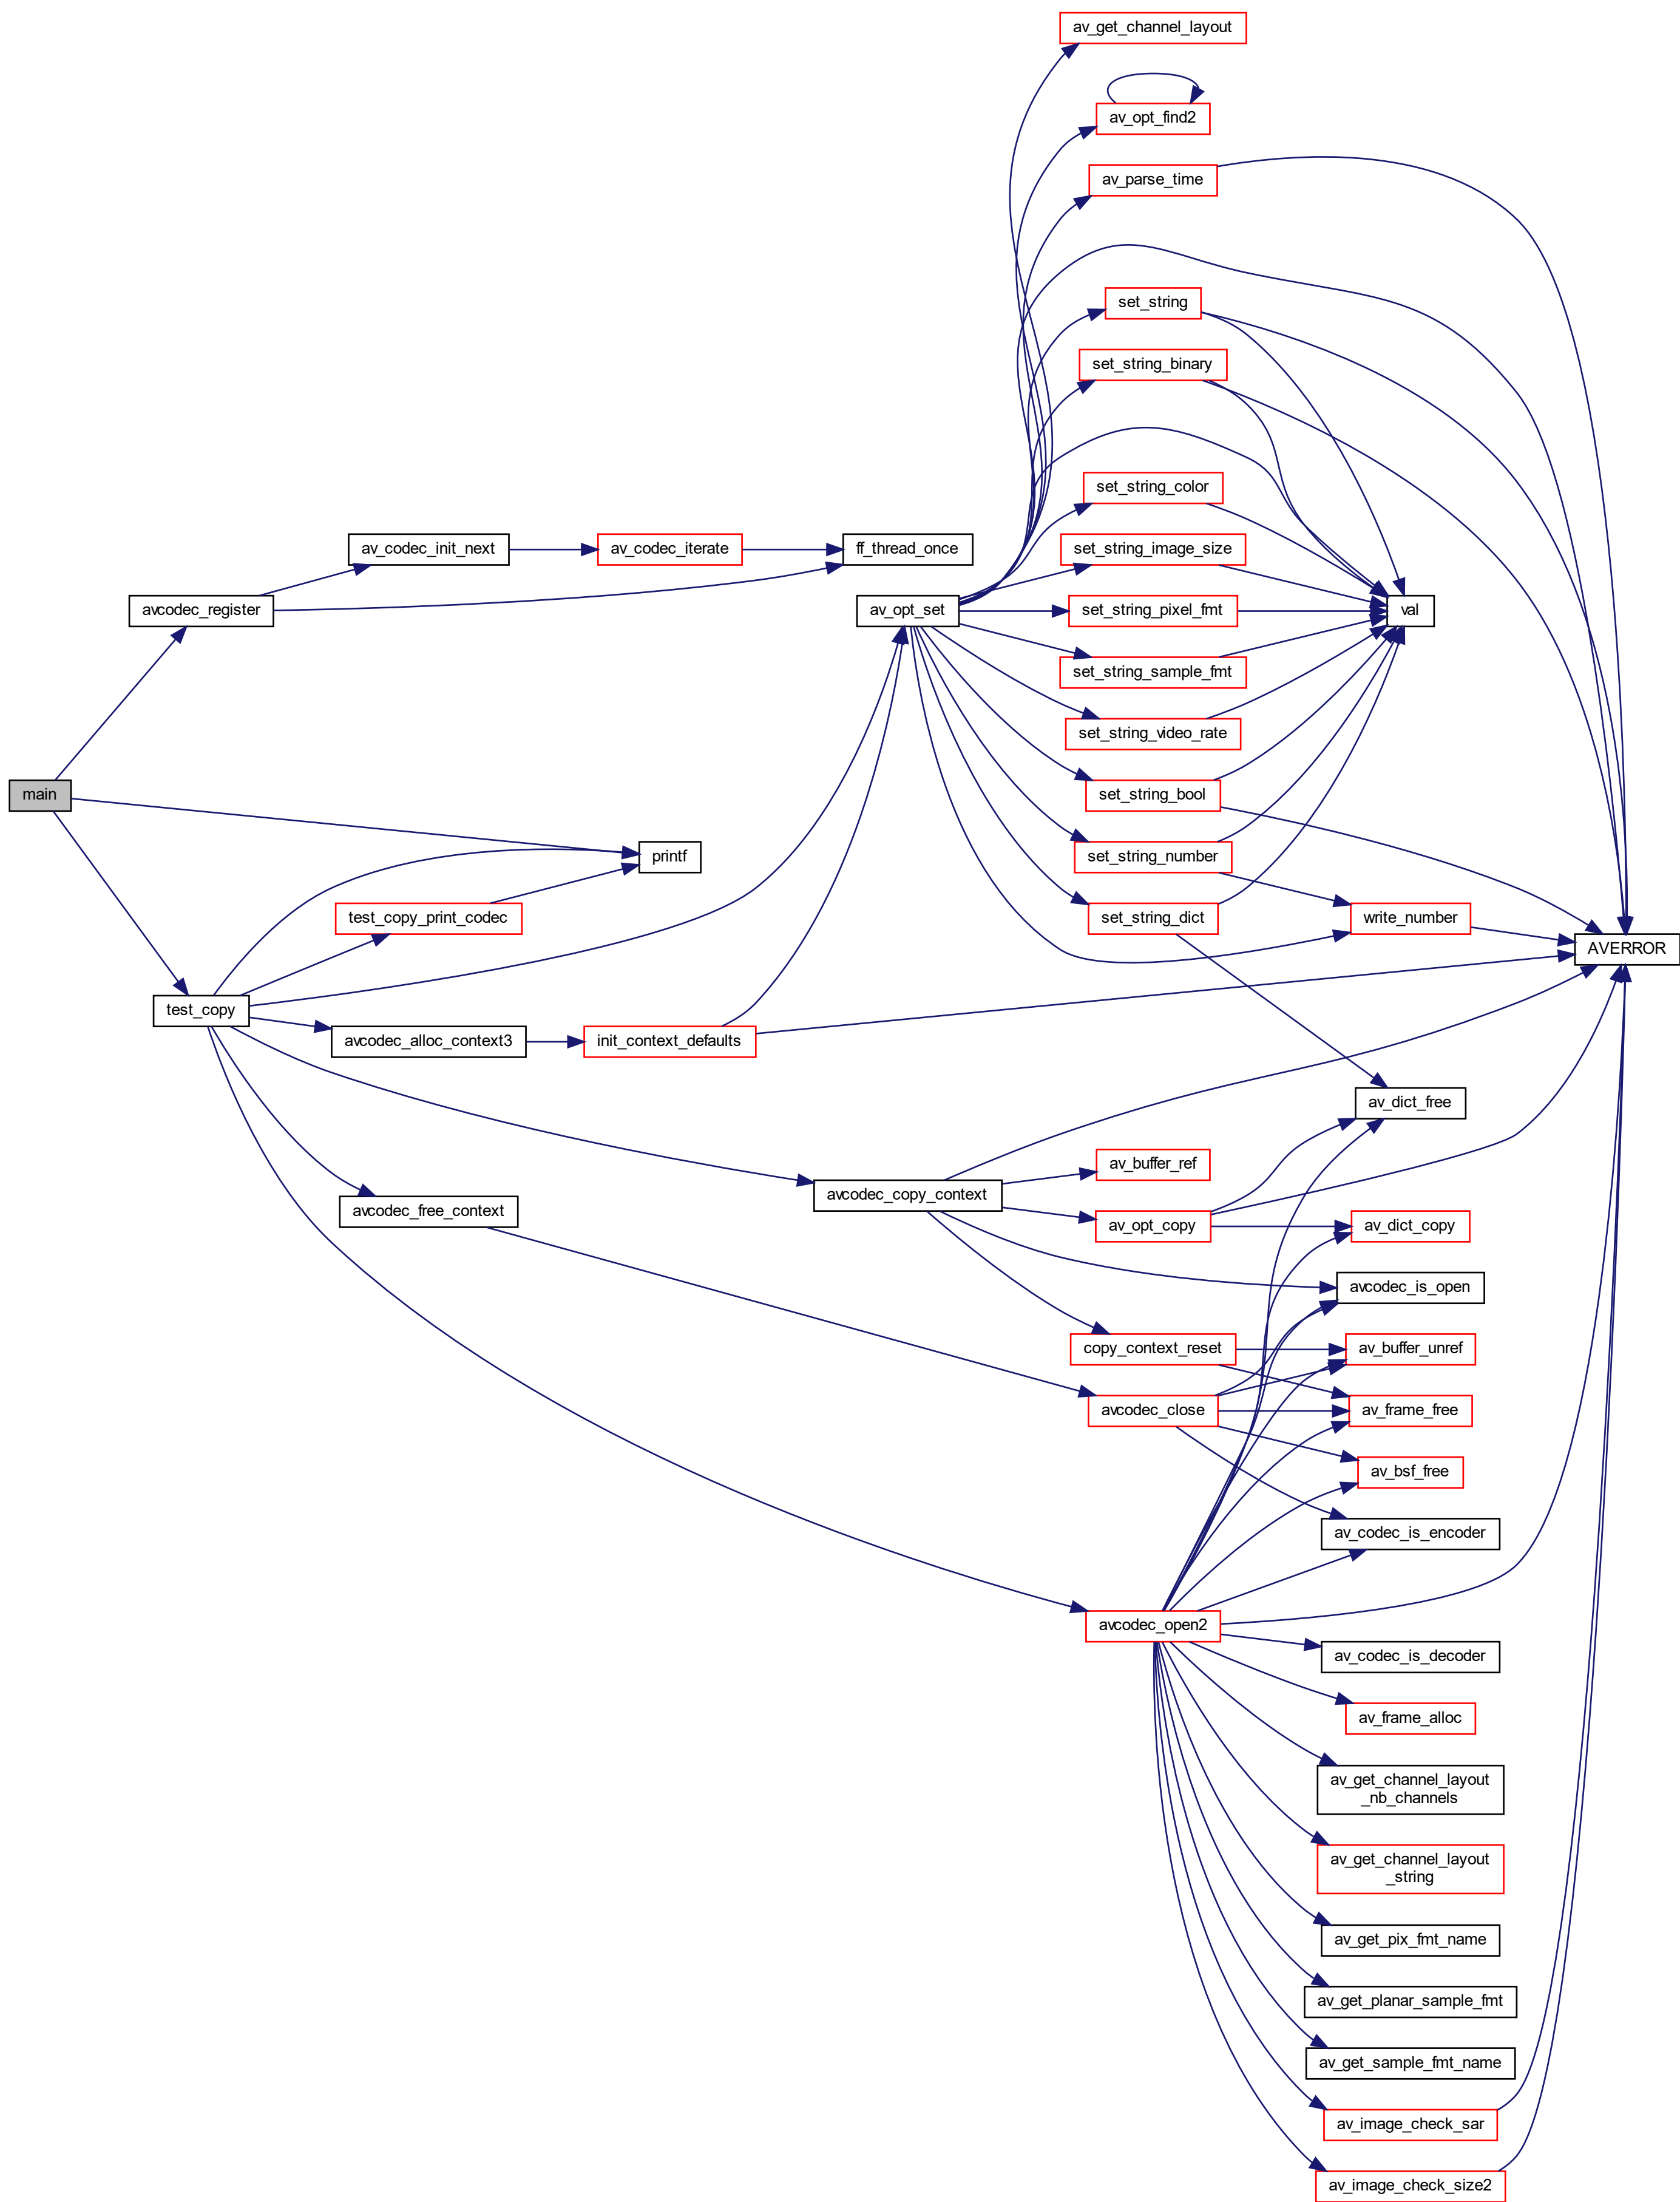 av_get_channel_layout
av_opt_find2
av_parse_time
set_string
set_string_binary
set_string_color
av_codec_init_next
av_codec_iterate
ff_thread_once
set_string_image_size
avcodec_register
av_opt_set
set_string_pixel_fmt
val
set_string_sample_fmt
set_string_video_rate
main
set_string_bool
printf
set_string_number
test_copy_print_codec
set_string_dict
write_number
AVERROR
test_copy
avcodec_alloc_context3
init_context_defaults
av_dict_free
av_buffer_ref
avcodec_copy_context
avcodec_free_context
av_opt_copy
av_dict_copy
avcodec_is_open
copy_context_reset
av_buffer_unref
avcodec_close
av_frame_free
av_bsf_free
av_codec_is_encoder
avcodec_open2
av_codec_is_decoder
av_frame_alloc
av_get_channel_layout
_nb_channels
av_get_channel_layout
_string
av_get_pix_fmt_name
av_get_planar_sample_fmt
av_get_sample_fmt_name
av_image_check_sar
av_image_check_size2